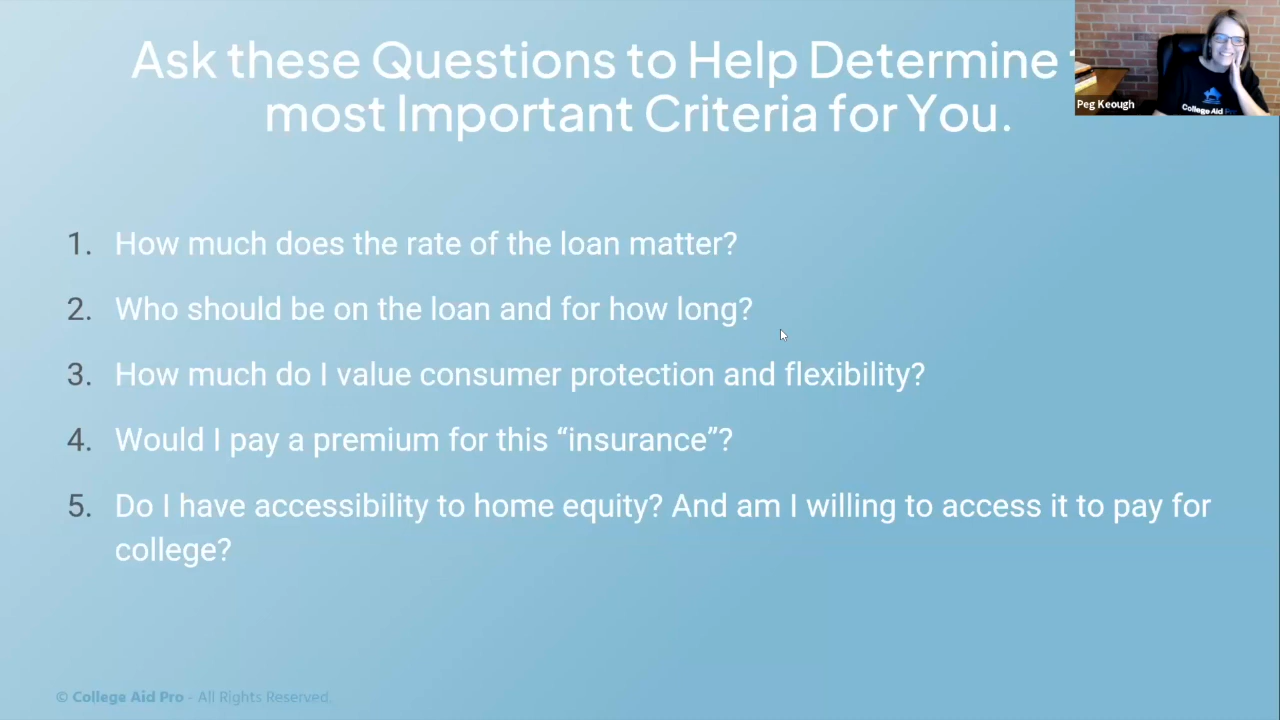 Ask these Questions to Help Determine
most Important Criteria for You.
Peg Keough
College Aid Pro
1. How much does the rate of the loan matter?
2. Who should be on the loan and for how long?
3. How much do I value consumer protection and flexibility?
4. Would I pay a premium for this “insurance”?
5. Do I have accessibility to home equity? And am I willing to access it to pay for
college?
© College Aid Pro - All Rights Reserved.